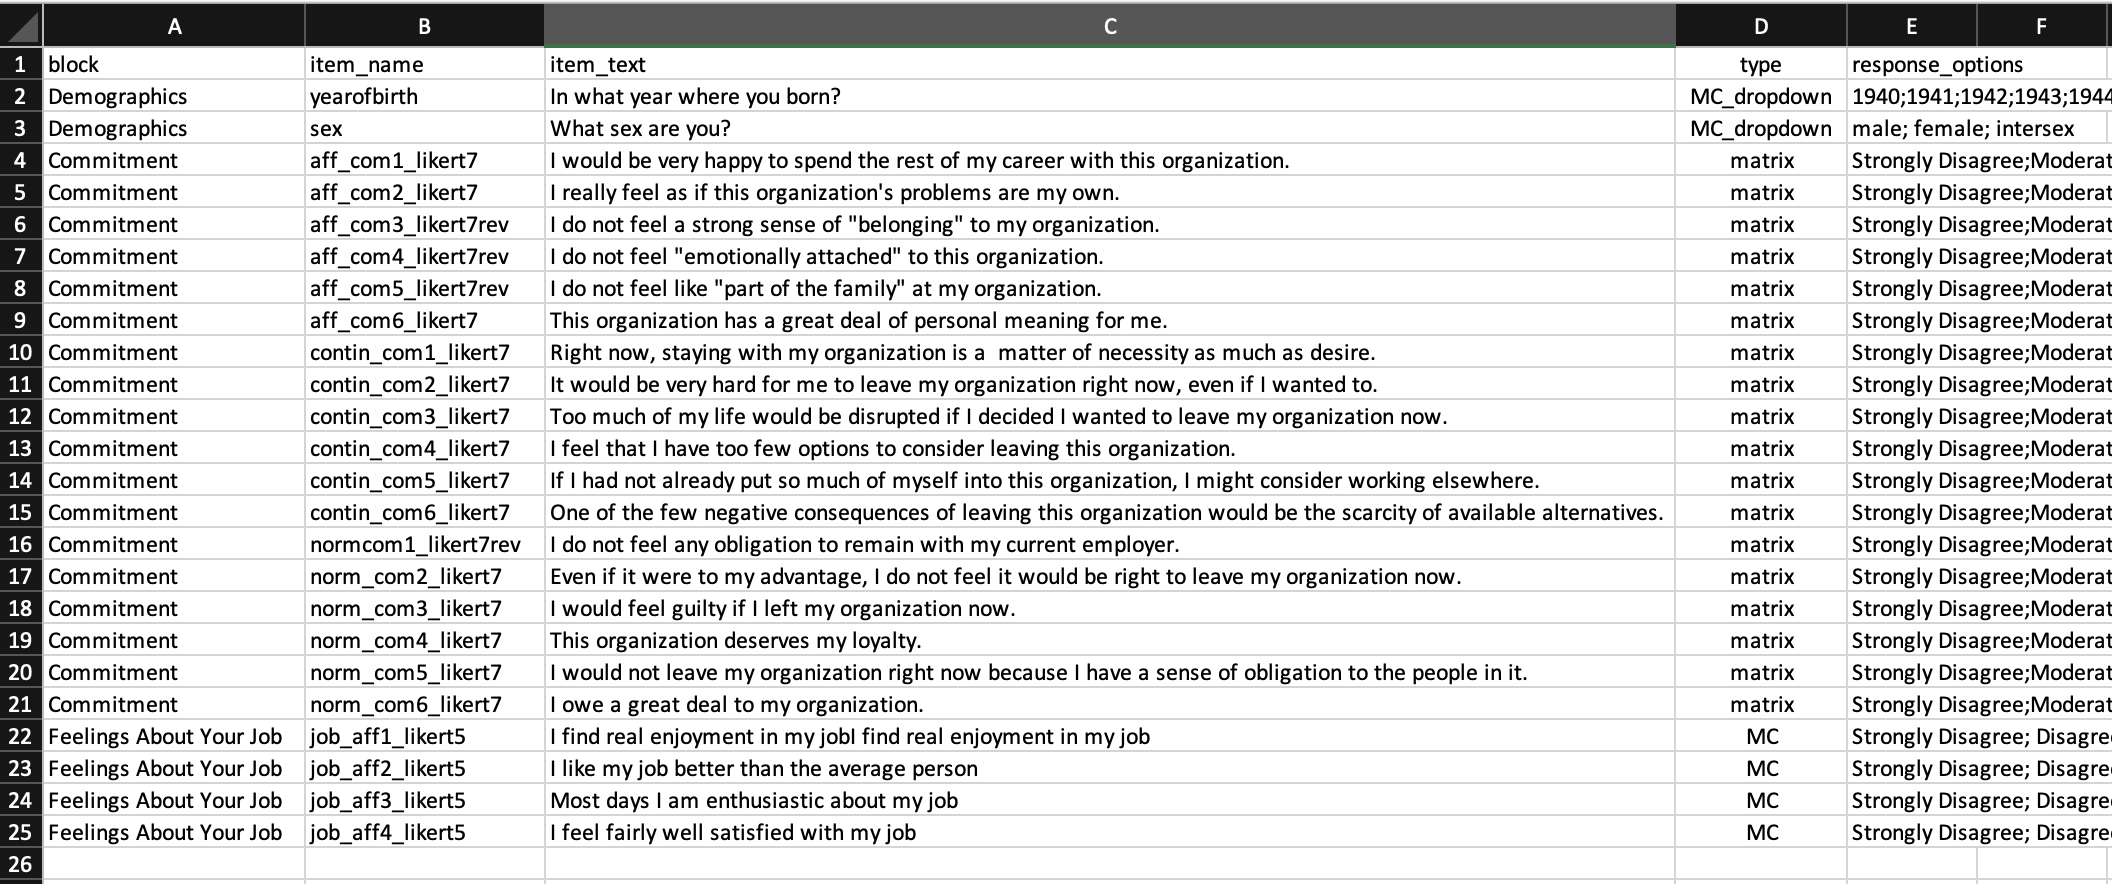 A B C D E F
1 block item_name item_text type response_options
2 Demographics yearofbirth In what year where you born? MC_dropdown 1940;1941;1942;1943;1944
3 Demographics sex What sex are you? MC_dropdown male; female; intersex
4 Commitment aff_com1_likert7 I would be very happy to spend the rest of my career with this organization. matrix Strongly Disagree;Moderat
5 Commitment aff_com2_likert7 I really feel as if this organization's problems are my own. matrix Strongly Disagree;Moderat
6 Commitment aff_com3_likert7rev I do not feel a strong sense of "belonging" to my organization. matrix Strongly Disagree;Moderat
7 Commitment aff_com4_likert7rev I do not feel "emotionally attached" to this organization. matrix Strongly Disagree;Moderat
8 Commitment aff_com5_likert7rev I do not feel like "part of the family" at my organization. matrix Strongly Disagree;Moderat
9 Commitment aff_com6_likert7 This organization has a great deal of personal meaning for me. matrix Strongly Disagree;Moderat
10 Commitment contin_com1_likert7 Right now, staying with my organization is a  matter of necessity as much as desire. matrix Strongly Disagree;Moderat
11 Commitment contin_com2_likert7 It would be very hard for me to leave my organization right now, even if I wanted to. matrix Strongly Disagree;Moderat
12 Commitment contin_com3_likert7 Too much of my life would be disrupted if I decided I wanted to leave my organization now. matrix Strongly Disagree;Moderat
13 Commitment contin_com4_likert7 I feel that I have too few options to consider leaving this organization. matrix Strongly Disagree;Moderat
14 Commitment contin_com5_likert7 If I had not already put so much of myself into this organization, I might consider working elsewhere. matrix Strongly Disagree;Moderat
15 Commitment contin_com6_likert7 One of the few negative consequences of leaving this organization would be the scarcity of available alternatives. matrix Strongly Disagree;Moderat
16 Commitment normcom1_likert7rev I do not feel any obligation to remain with my current employer. matrix Strongly Disagree;Moderat
17 Commitment norm_com2_likert7 Even if it were to my advantage, I do not feel it would be right to leave my organization now. matrix Strongly Disagree;Moderat
18 Commitment norm_com3_likert7 I would feel guilty if I left my organization now. matrix Strongly Disagree;Moderat
19 Commitment norm_com4_likert7 This organization deserves my loyalty. matrix Strongly Disagree;Moderat
20 Commitment norm_com5_likert7 I would not leave my organization right now because I have a sense of obligation to the people in it. matrix Strongly Disagree;Moderat
21 Commitment norm_com6_likert7 I owe a great deal to my organization. matrix Strongly Disagree;Moderat
22 Feelings About Your Job job_aff1_likert5 I find real enjoyment in my jobI find real enjoyment in my job MC Strongly Disagree; Disagre
23 Feelings About Your Job job_aff2_likert5 I like my job better than the average person MC Strongly Disagree; Disagre
24 Feelings About Your Job job_aff3_likert5 Most days I am enthusiastic about my job MC Strongly Disagree; Disagre
25 Feelings About Your Job job_aff4_likert5 I feel fairly well satisfied with my job MC Strongly Disagree; Disagre
26